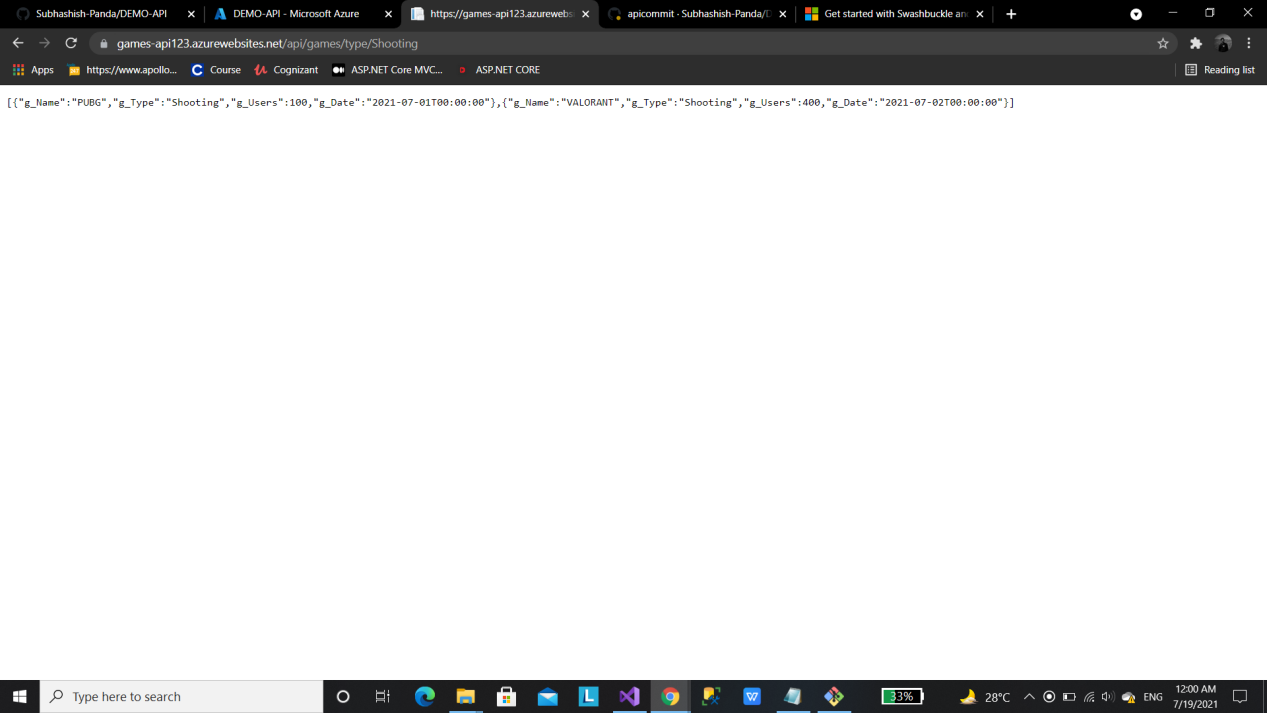 Subhashish-Panda/DEMO-API
DEMO-API - Microsoft Azure
https://games-api123.azurewebs
apicommit · Subhashish-Panda/D
Get started with Swashbuckle an
games-api123.azurewebsites.net/api/games/type/Shooting
Apps
https://www.apollo...
Course
Cognizant
ASP.NET Core MVC...
ASP.NET CORE
Reading list
[{"g_Name":"PUBG","g_Type":"Shooting","g_Users":100,"g_Date":"2021-07-01T00:00:00"},{"g_Name":"VALORANT","g_Type":"Shooting","g_Users":400,"g_Date":"2021-07-02T00:00:00"}]
Type here to search
33%
28°C
ENG
12:00 AM
7/19/2021